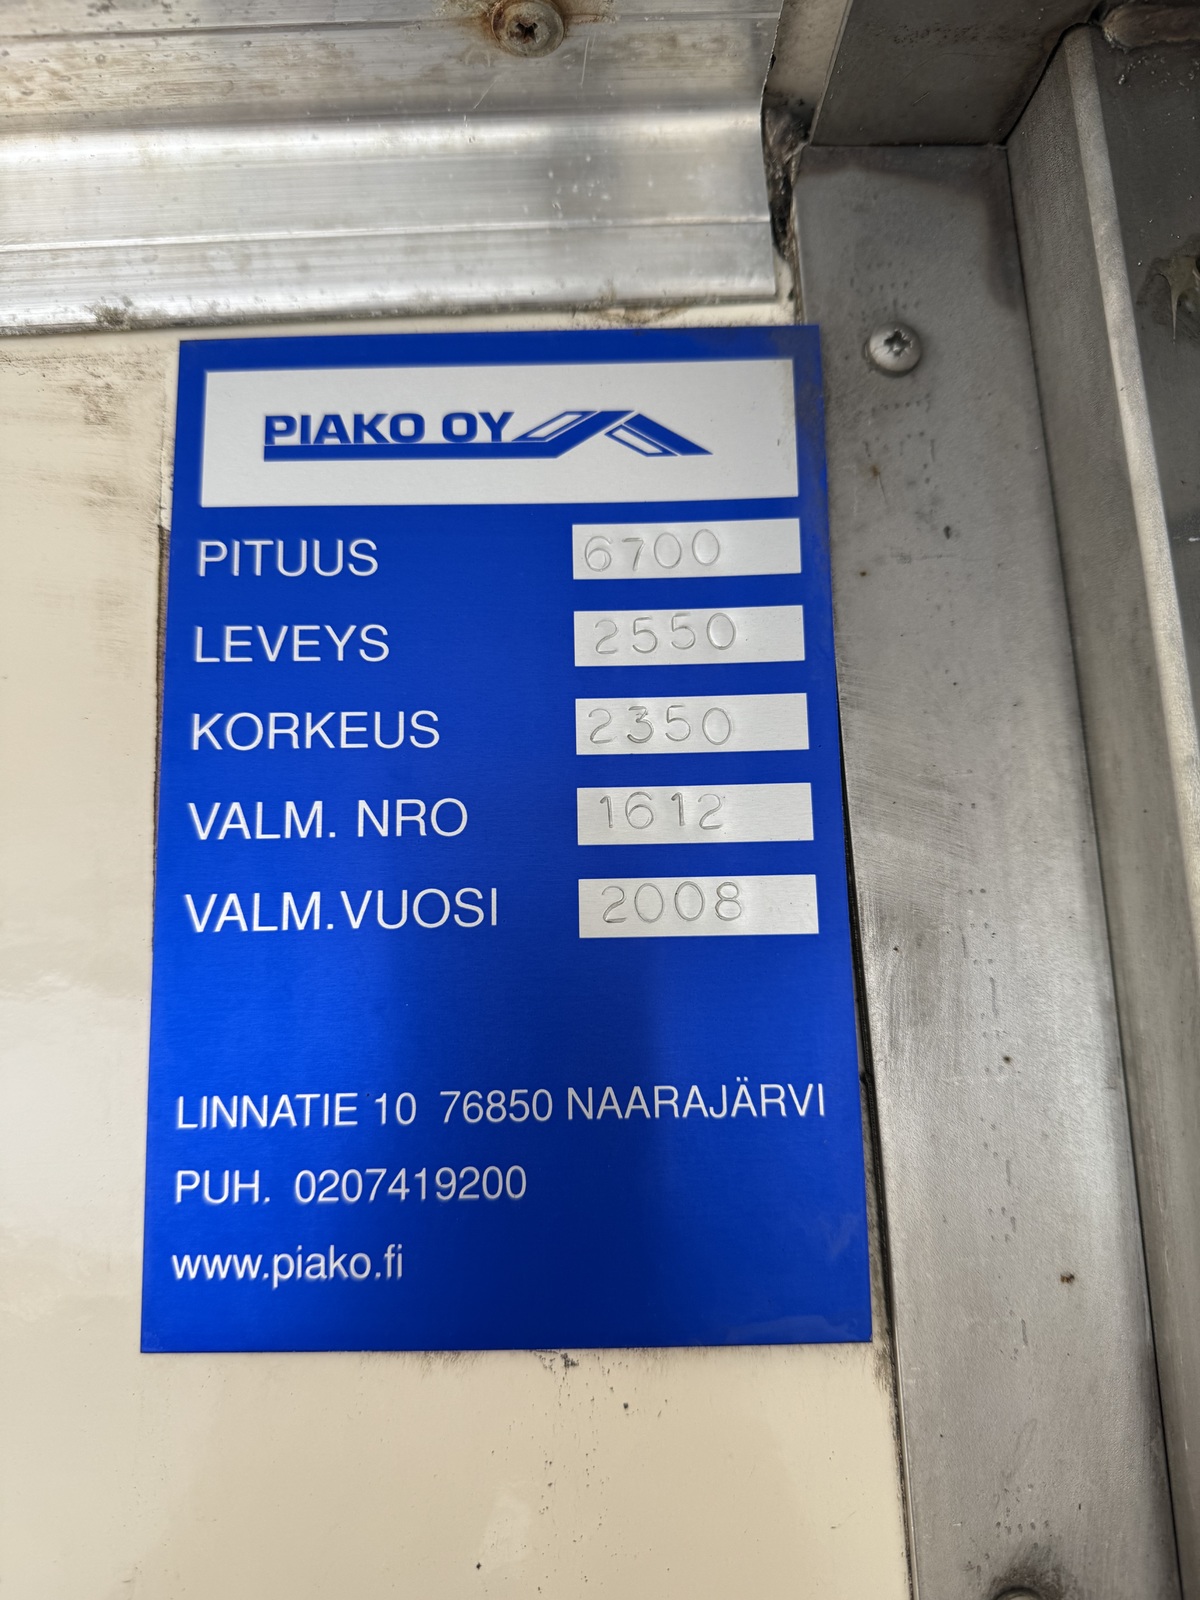 PIAKO OY
PITUUS 6700
LEVEYS 2550
KORKEUS 2350
VALM. NRO 1612
VALM. VUOSI 2008
LINNATIE 10 76850 NAARAJÄRVI
PUH. 0207419200
www.piako.fi